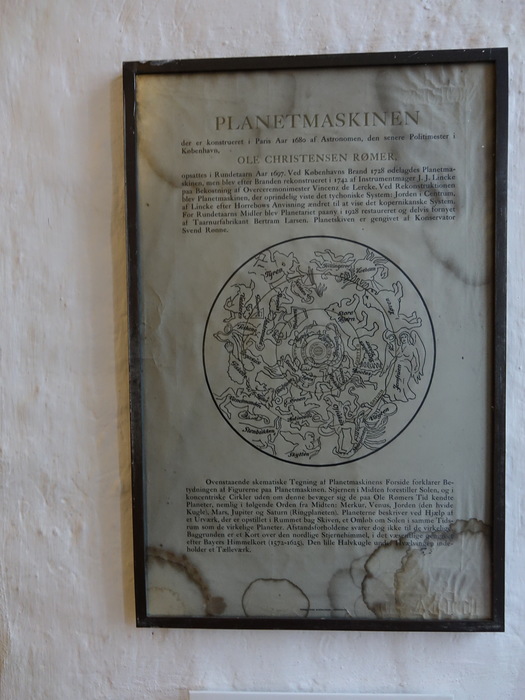 PLANETMASKINEN
der er konstrueret i Paris Aar 1680 af Astronomen, den senere Politimester i
København,
OLE CHRISTENSEN RØMER,
opsattes i Rundetaarn Aar 1697. Ved Københavns Brand 1728 ødelagdes Planetma-
skinen, men blev efter Branden rekonstrueret i 1742 af Instrumentmager J. J. Lincke
paa Bekostning af Overceremonimester Vincenz de Lercke. Ved Rekonstruktionen
blev Planetmaskinen, der oprindelig viste det tychoniske System: Jorden i Centrum,
af Lincke efter Horrebows Anvisning ændret til at vise det kopernikanske System.
For Rundetaarns Midler blev Planetariet paany i 1928 restaureret og delvis fornyet
af Taarnurfabrikant Bertram Larsen. Planetskiven er gengivet af Konservator
Svend Rønne.
Tyren
Store
Bjørn
Skytten
Ovenstaaende skematiske Tegning af Planetmaskinens Forside forklarer Be-
tydningen af Figurerne paa Planetmaskinen. Stjernen i Midten forestiller Solen, og i
koncentriske Cirkler uden om denne bevæger sig de paa Ole Rømers Tid kendte
Planeter, nemlig i følgende Orden fra Midten: Merkur, Venus, Jorden (den hvide
Kugle), Mars, Jupiter og Saturn (Ringplaneten). Planeterne beskriver ved Hjælp af
et Urværk, der er opstillet i Rummet bag Skiven, et Omløb om Solen i samme Tids-
rum som de virkelige Planeter. Afstandsforholdene svarer dog ikke til de virkelige.
Baggrunden er et Kort over den nordlige Stjernehimmel, i det væsentlige
efter Bayers Himmelkort (1572-1625). Den lille Halvkugle under
holder et Tælleværk.